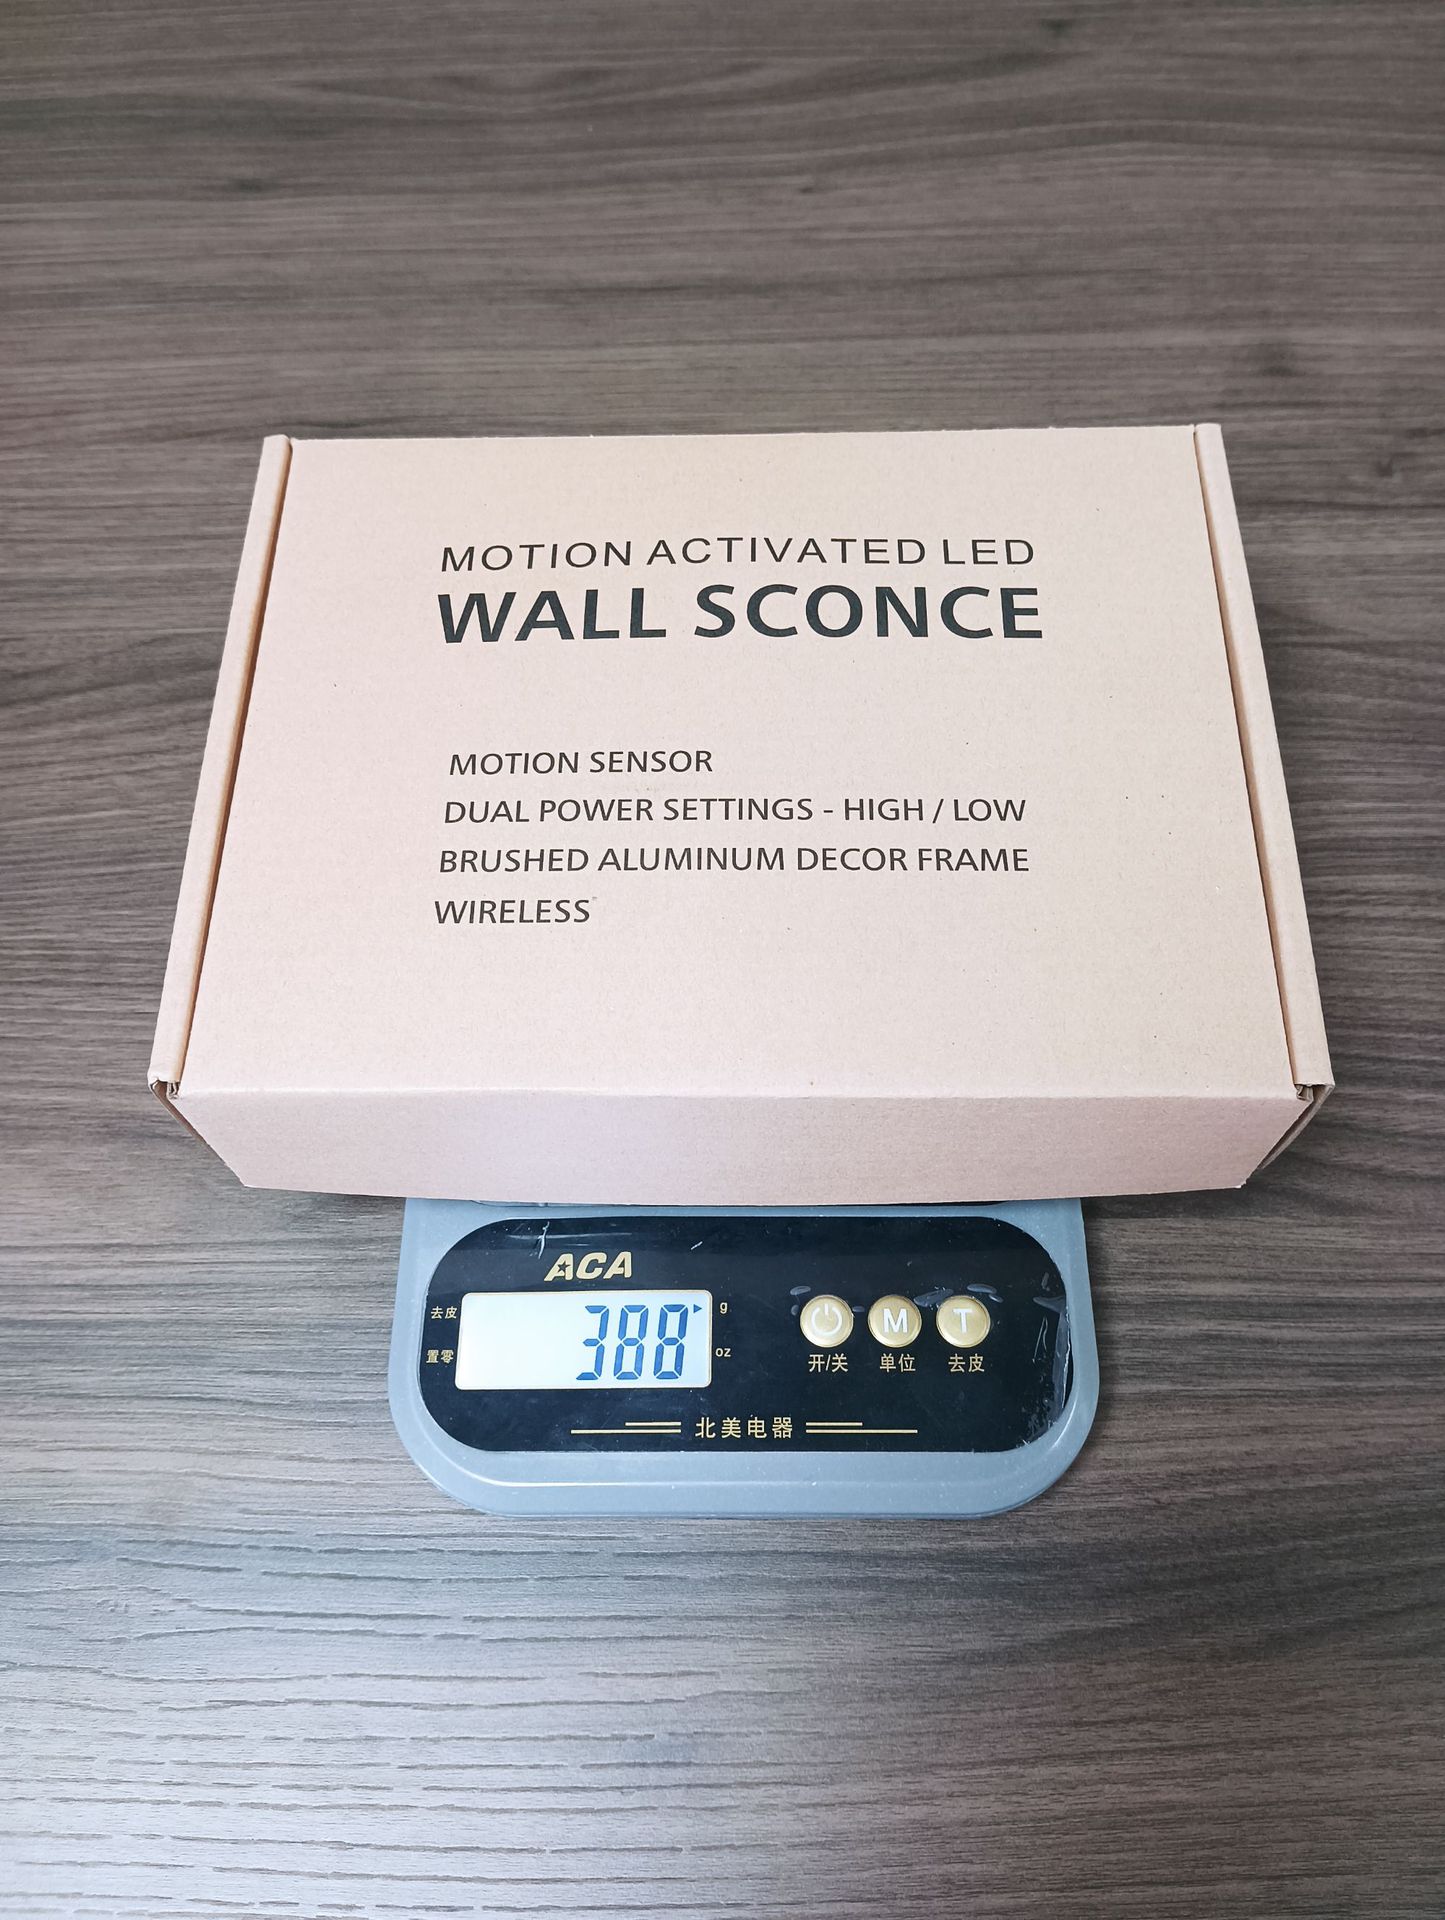 MOTION ACTIVATED LED
WALL SCONCE
MOTION SENSOR
DUAL POWER SETTINGS - HIGH / LOW
BRUSHED ALUMINUM DECOR FRAME
WIRELESS
ACA
去皮
388
g
置零
oz
M
T
开/关
单位
去皮
北美电器